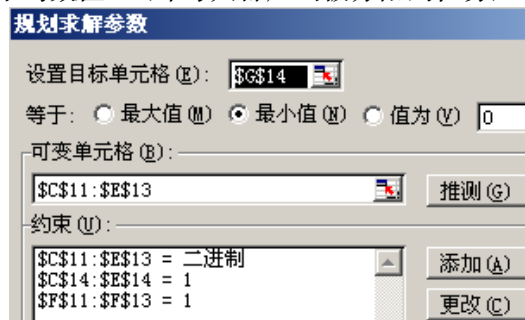 规划求解参数
设置目标单元格(E): $G$14
等于: 最大值(M) 最小值(N) 值为(V) 0
可变单元格(B):
$C$11:$E$13 推测(G)
约束(U):
$C$11:$E$13 = 二进制 添加(A)
$C$14:$E$14 = 1
$F$11:$F$13 = 1 更改(C)